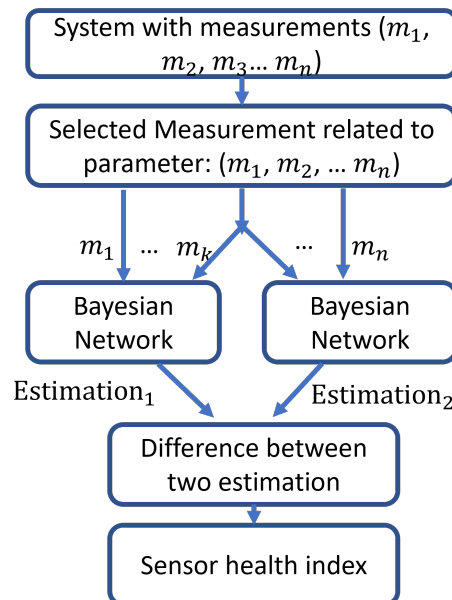 System with measurements (m₁,
m₂, m₃… mₙ)
Selected Measurement related to
parameter: (m₁, m₂, … mₙ)
m₁ … mₖ … mₙ
Bayesian
Network
Bayesian
Network
Estimation₁
Estimation₂
Difference between
two estimation
Sensor health index